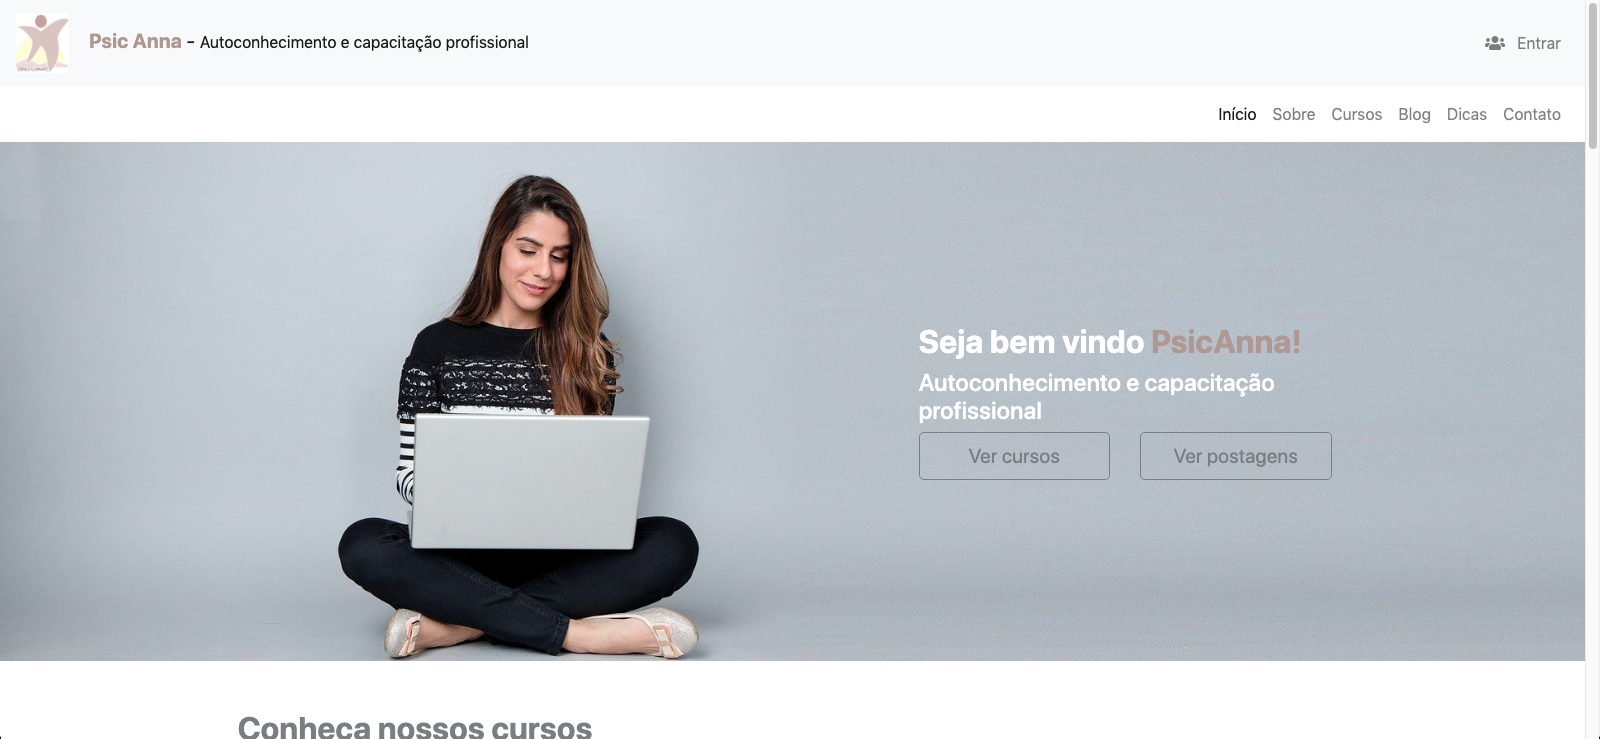 Psic Anna - Autoconhecimento e capacitação profissional
Entrar
Início Sobre Cursos Blog Dicas Contato
Seja bem vindo PsicAnna!
Autoconhecimento e capacitação
profissional
Ver cursos Ver postagens
Conheça nossos cursos